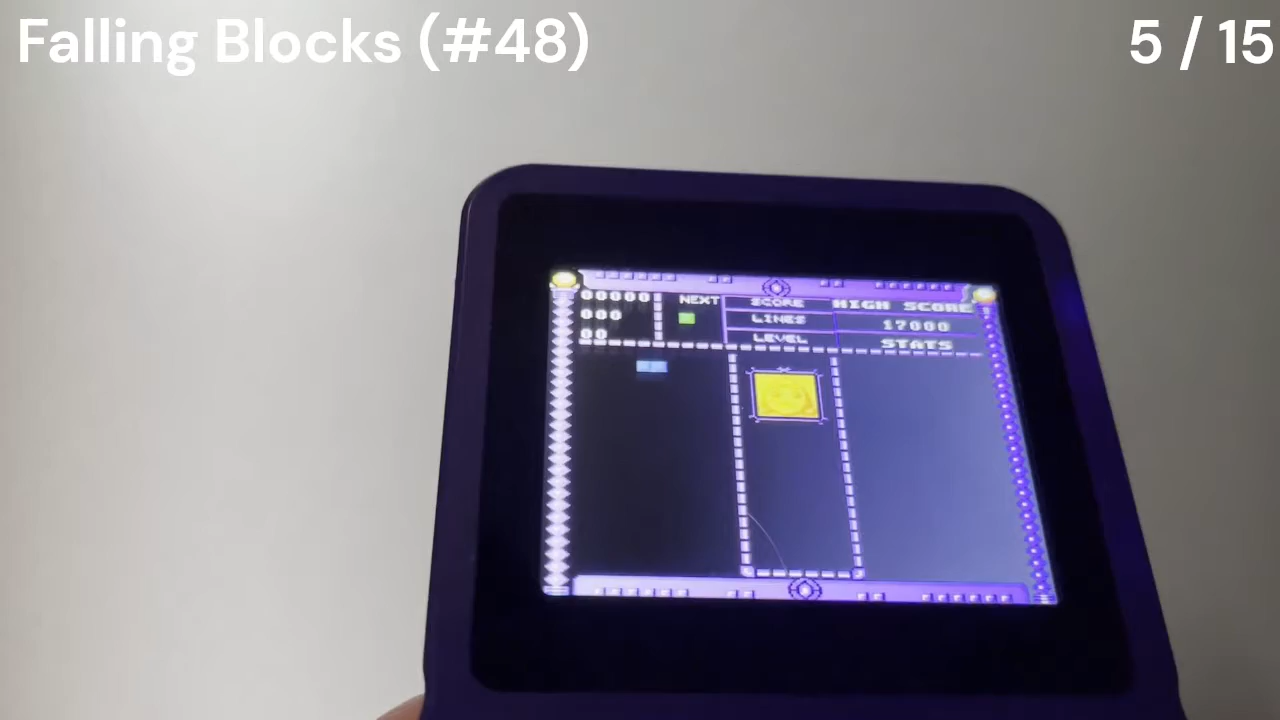 Falling Blocks (#48)
5 / 15
00000
NEXT
SCORE
HIGH SCORE
000
LINES
17000
00
LEVEL
STATS